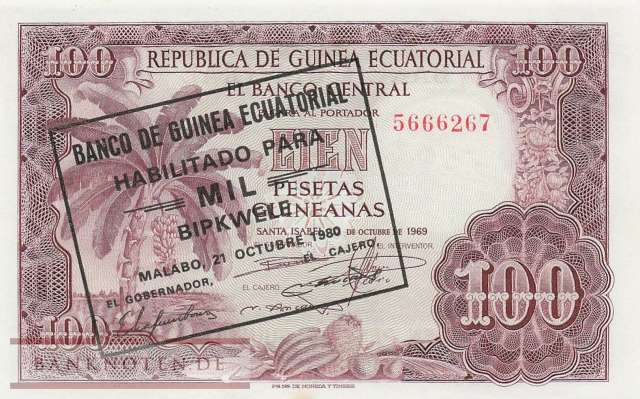 100 REPUBLICA DE GUINEA ECUATORIAL 100
EL BANCO CENTRAL
AL PORTADOR
5666267
CIEN
PESETAS
GUINEANAS
SANTA ISABEL DE OCTUBRE DE 1969
EL INTERVENTOR,
EL CAJERO
BANCO DE GUINEA ECUATORIAL
HABILITADO PARA
MIL
BIPKWELE
MALABO, 21 OCTUBRE 1980
EL GOBERNADOR,
EL CAJERO
100
100
BANKNOTEN.DE